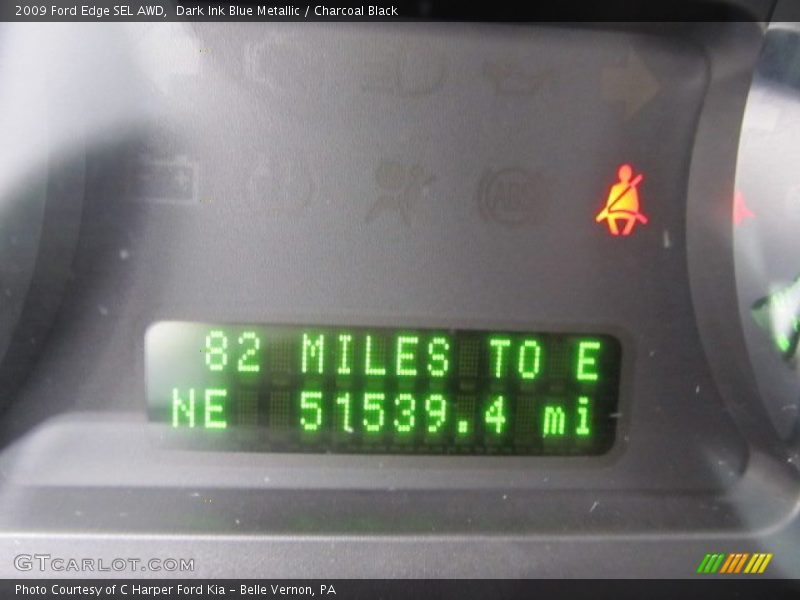 2009 Ford Edge SEL AWD,  Dark Ink Blue Metallic / Charcoal Black
ABS
82 MILES TO E
NE 51539.4 mi
GTCARLOT.COM
Photo Courtesy of C Harper Ford Kia – Belle Vernon, PA